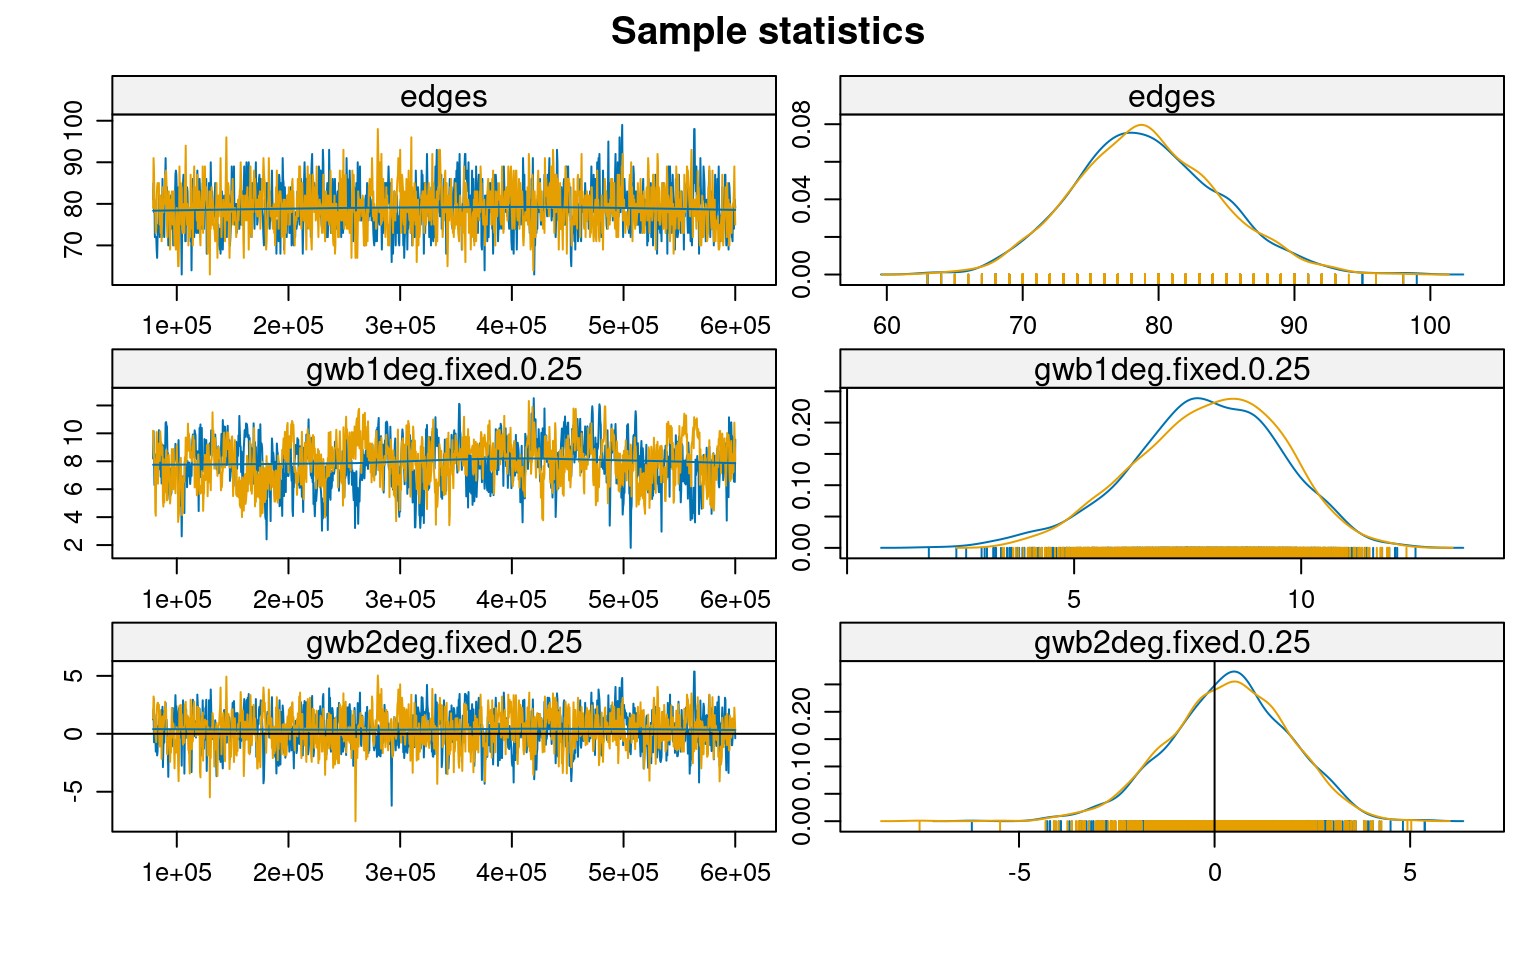 Sample statistics
edges
edges
70 80 90 100
0.00 0.04 0.08
1e+05 2e+05 3e+05 4e+05 5e+05 6e+05
60 70 80 90 100
gwb1deg.fixed.0.25
gwb1deg.fixed.0.25
2 4 6 8 10
0.00 0.10 0.20
1e+05 2e+05 3e+05 4e+05 5e+05 6e+05
5 10
gwb2deg.fixed.0.25
gwb2deg.fixed.0.25
-5 0 5
0.00 0.10 0.20
1e+05 2e+05 3e+05 4e+05 5e+05 6e+05
-5 0 5